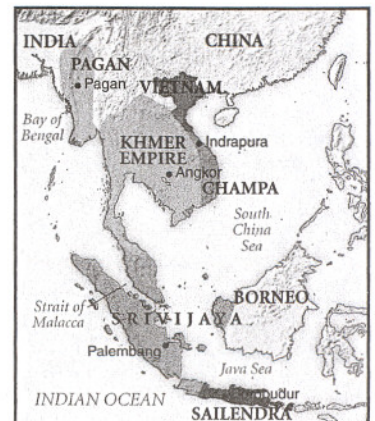 INDIA
CHINA
PAGAN
Pagan
VIETNAM
Bay of
Bengal
KHMER
EMPIRE
Indrapura
Angkor
CHAMPA
South
China
Sea
Strait of
Malacca
BORNEO
SRIVIJAYA
Palembang
Java Sea
INDIAN OCEAN
SAILENDRA